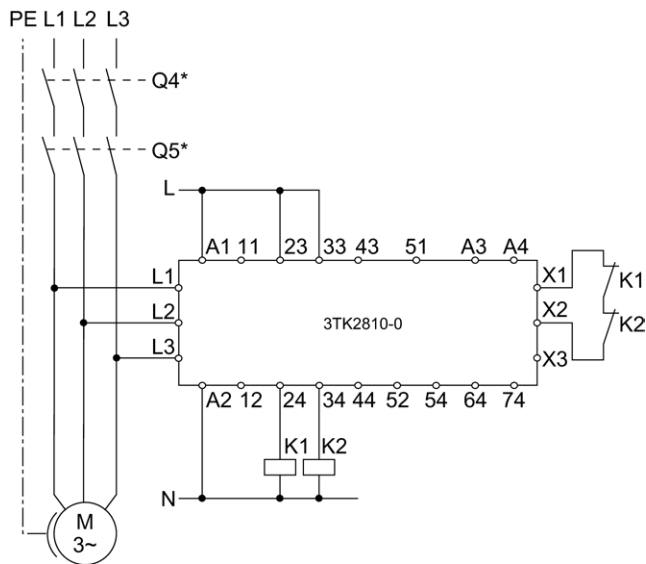 PE L1 L2 L3
Q4*
Q5*
L
A1 11 23 33 43 51 A3 A4
L1 X1
K1
L2 3TK2810-0 X2
K2
L3 X3
A2 12 24 34 44 52 54 64 74
K1 K2
N
M
3~